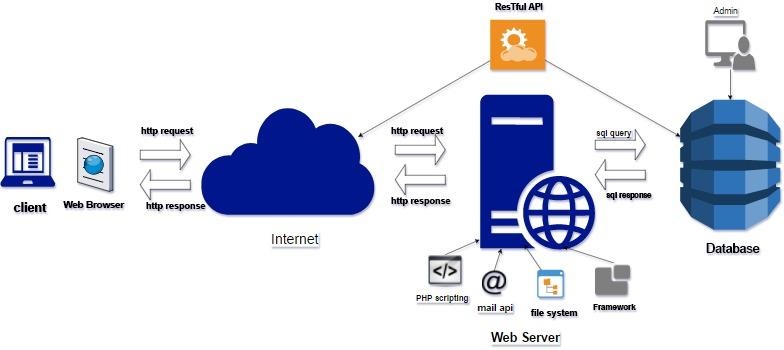 ResTful API
Admin
http request
http request
sql query
client
Web Browser
http response
http response
sql response
Internet
Database
PHP scripting
mail api
file system
Framework
Web Server
</>
@